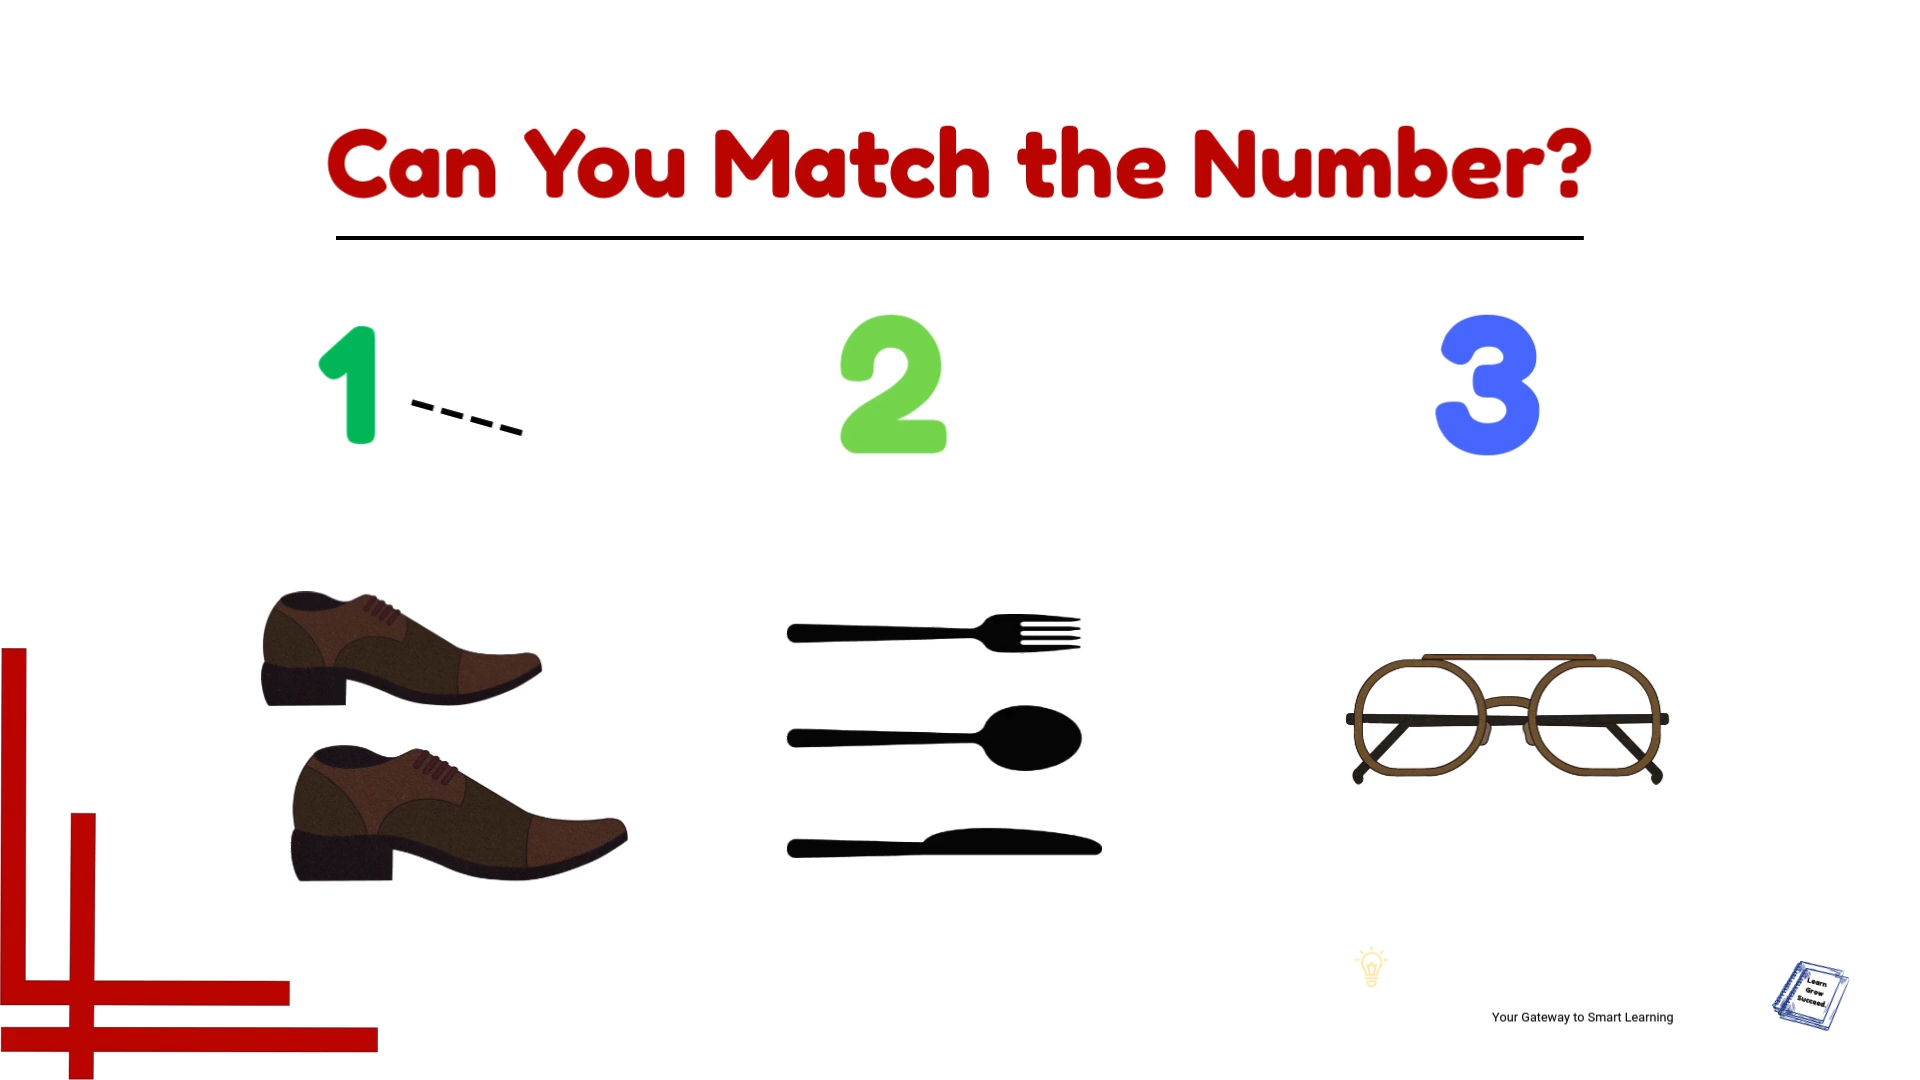 Can You Match the Number?
1
2
3
Learn
Grow
Succeed.
Your Gateway to Smart Learning